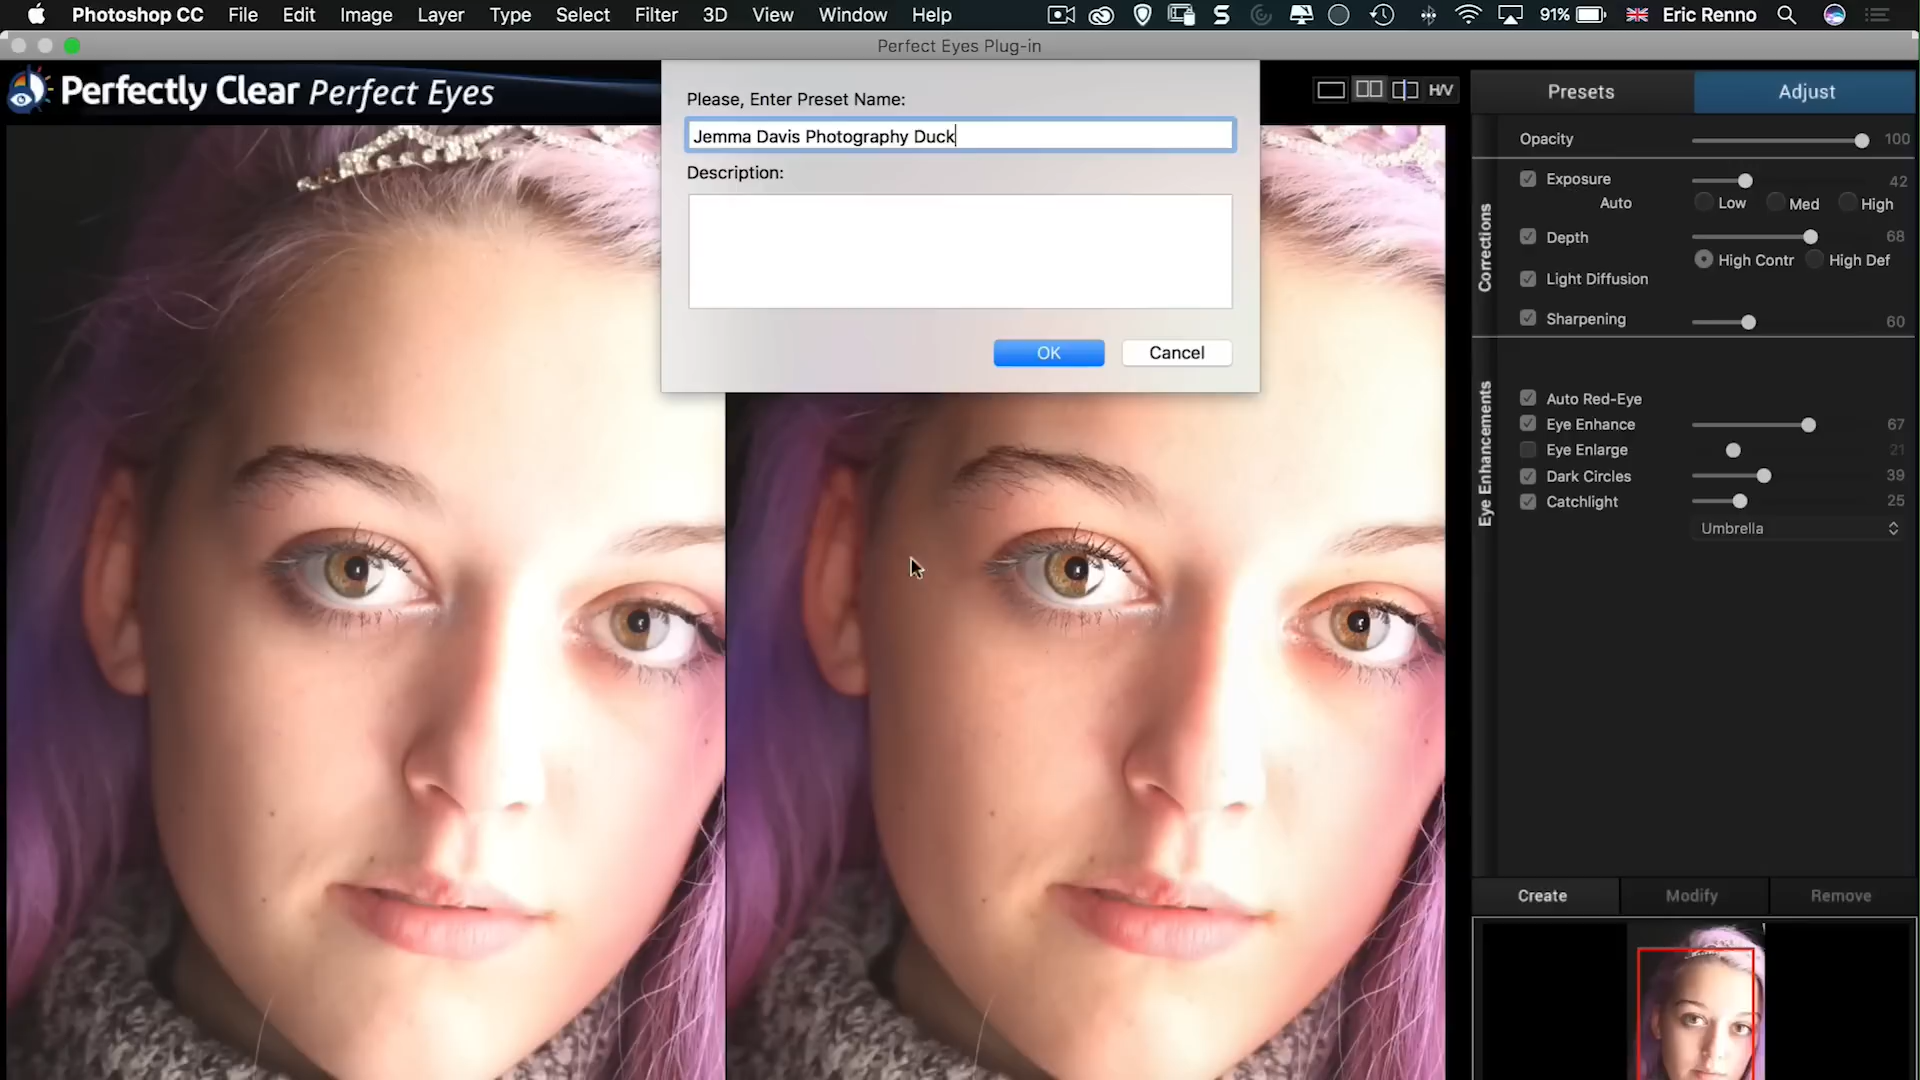 Photoshop CC File Edit Image Layer Type Select Filter 3D View Window Help 91% Eric Renno
Perfect Eyes Plug-in
Perfectly Clear Perfect Eyes
H/V
Please, Enter Preset Name:
Jemma Davis Photography Duck
Description:
OK Cancel
Presets Adjust
Opacity 100
Corrections
Exposure 42
Auto Low Med High
Depth 68
High Contr High Def
Light Diffusion
Sharpening 60
Eye Enhancements
Auto Red-Eye
Eye Enhance 67
Eye Enlarge 21
Dark Circles 39
Catchlight 25
Umbrella
Create Modify Remove